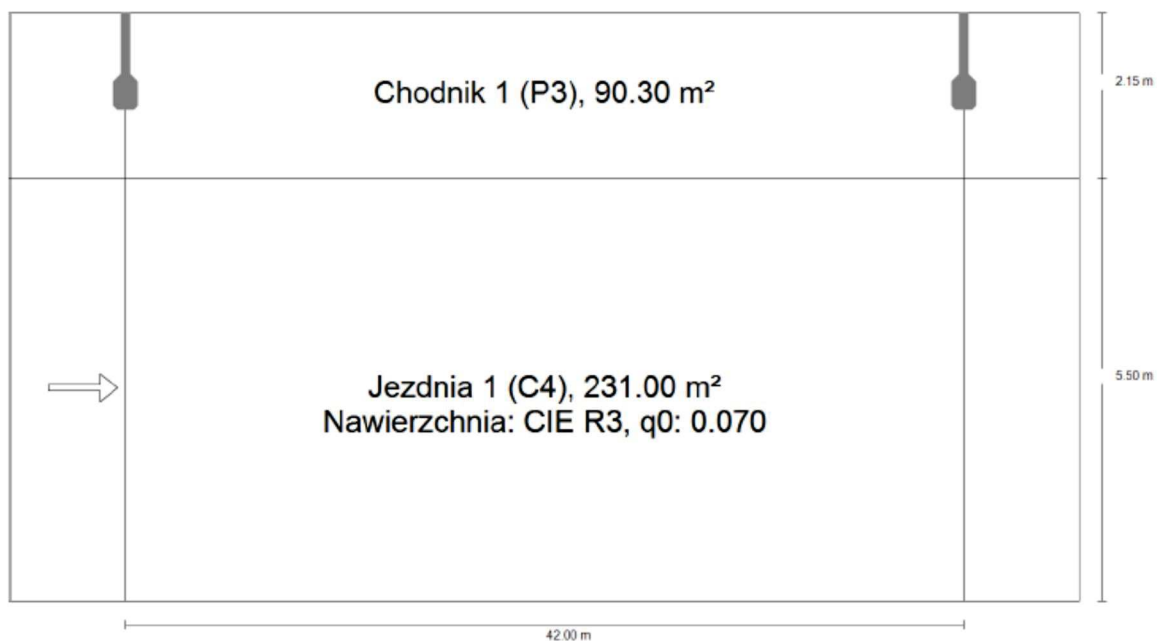 Chodnik 1 (P3), 90.30 m²
2.15 m
Jezdnia 1 (C4), 231.00 m²
Nawierzchnia: CIE R3, q0: 0.070
5.50 m
42.00 m